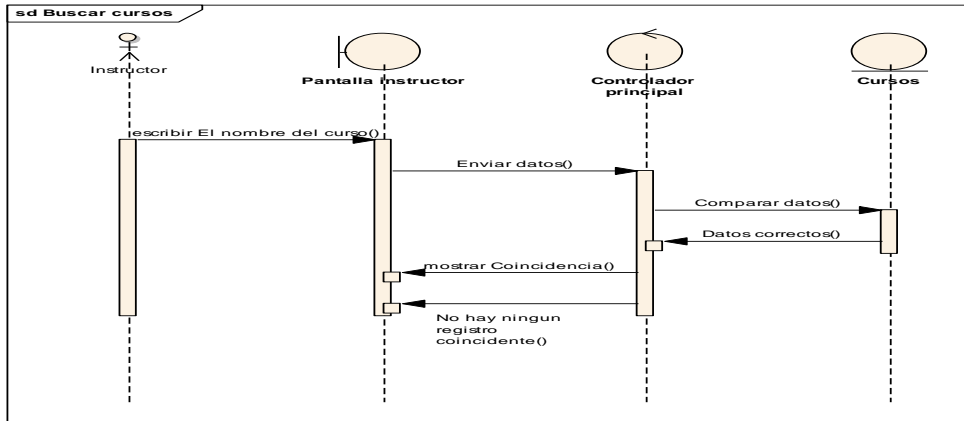 sd Buscar cursos
Instructor
Pantalla instructor
Controlador
principal
Cursos
escribir El nombre del curso()
Enviar datos()
Comparar datos()
Datos correctos()
mostrar Coincidencia()
No hay ningun
registro
coincidente()